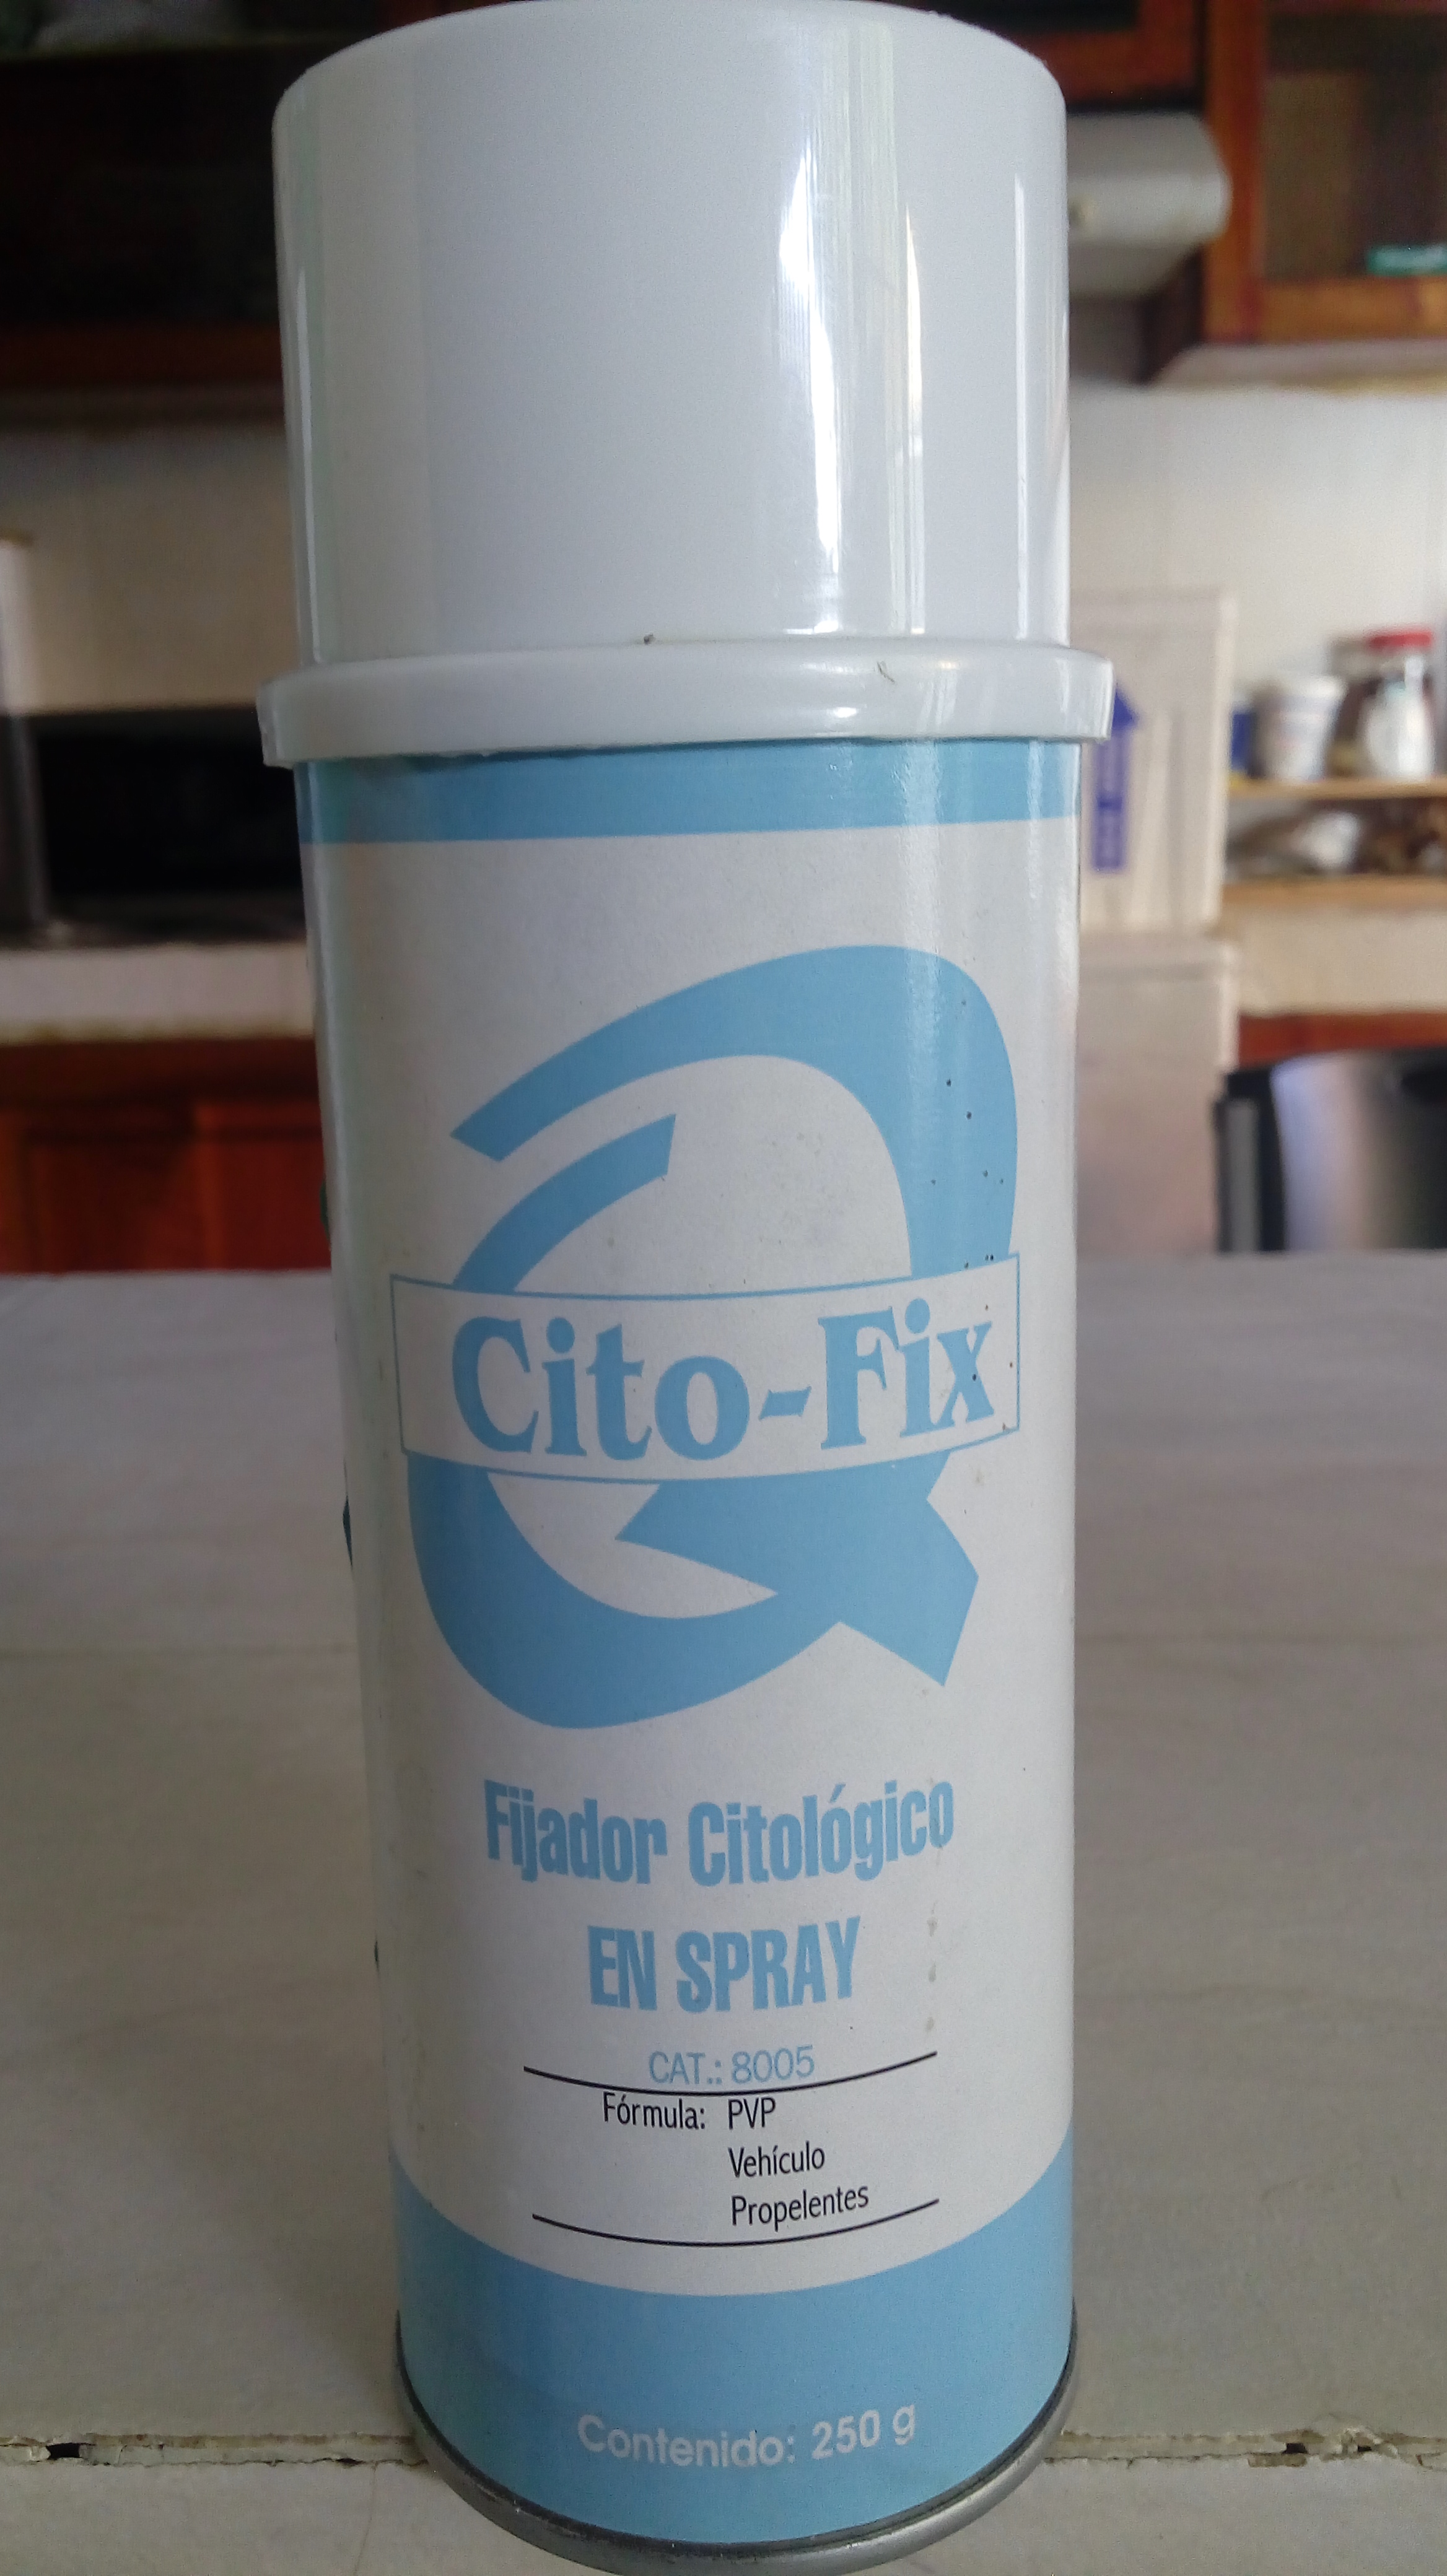 Cito-Fix
Fijador Citológico
EN SPRAY
CAT.: 8005
Fórmula: PVP
Vehículo
Propelentes
Contenido: 250 g